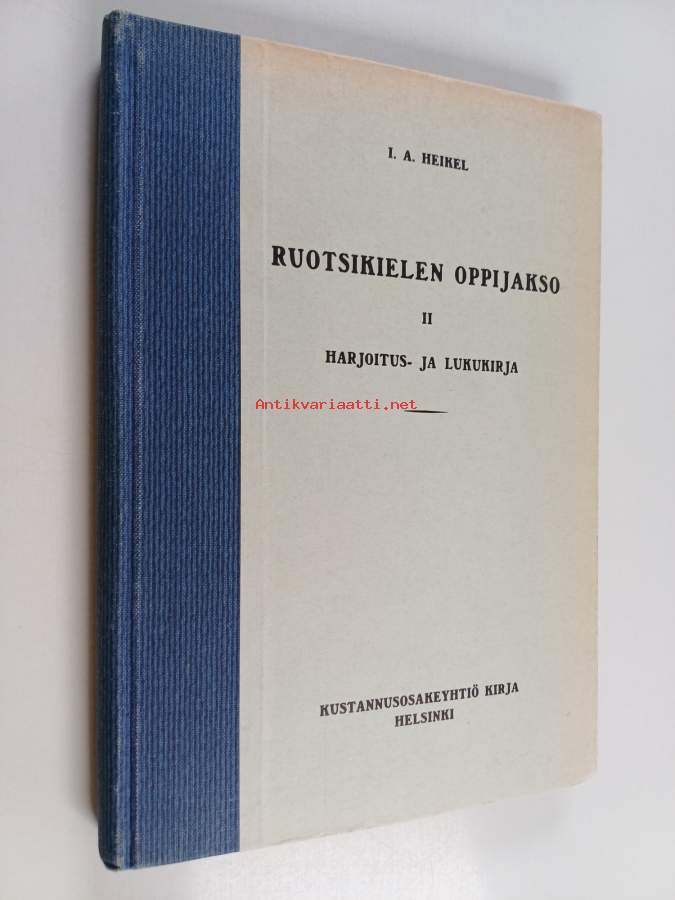 I. A. HEIKEL
RUOTSIKIELEN OPPIJAKSO
II
HARJOITUS- JA LUKUKIRJA
Antikvariaatti.net
KUSTANNUSOSAKEYHTIÖ KIRJA
HELSINKI